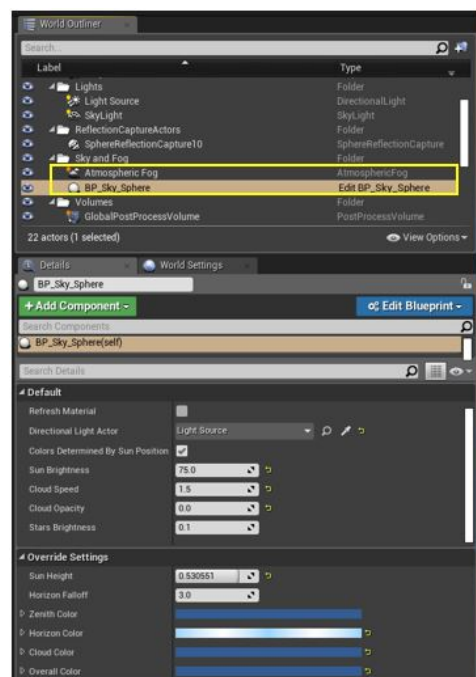 World Outliner
Search...
Label Type
Lights Folder
Light Source DirectionalLight
SkyLight SkyLight
ReflectionCaptureActors Folder
SphereReflectionCapture10 SphereReflectionCapture
Sky and Fog Folder
Atmospheric Fog AtmosphericFog
BP_Sky_Sphere Edit BP_Sky_Sphere
Volumes Folder
GlobalPostProcessVolume PostProcessVolume
22 actors (1 selected) View Options
Details World Settings
BP_Sky_Sphere
+ Add Component Edit Blueprint
Search Components
BP_Sky_Sphere(self)
Search Details
Default
Refresh Material
Directional Light Actor Light Source
Colors Determined By Sun Position
Sun Brightness 75.0
Cloud Speed 1.5
Cloud Opacity 0.0
Stars Brightness 0.1
Override Settings
Sun Height 0.530551
Horizon Falloff 3.0
Zenith Color
Horizon Color
Cloud Color
Overall Color